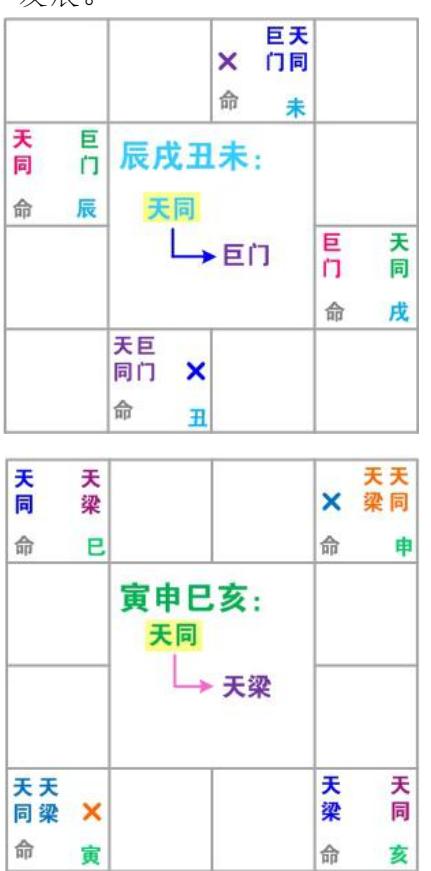 发展。
巨天
× 门同
命 未
天 巨
同 门
命 辰
辰戌丑未：
天同
巨门
巨 天
门 同
命 戌
天巨
同门 ×
命 丑
天 天
同 梁
命 巳
天天
× 梁同
命 申
寅申巳亥：
天同
天梁
天天
同梁 ×
命 寅
天 天
梁 同
命 亥